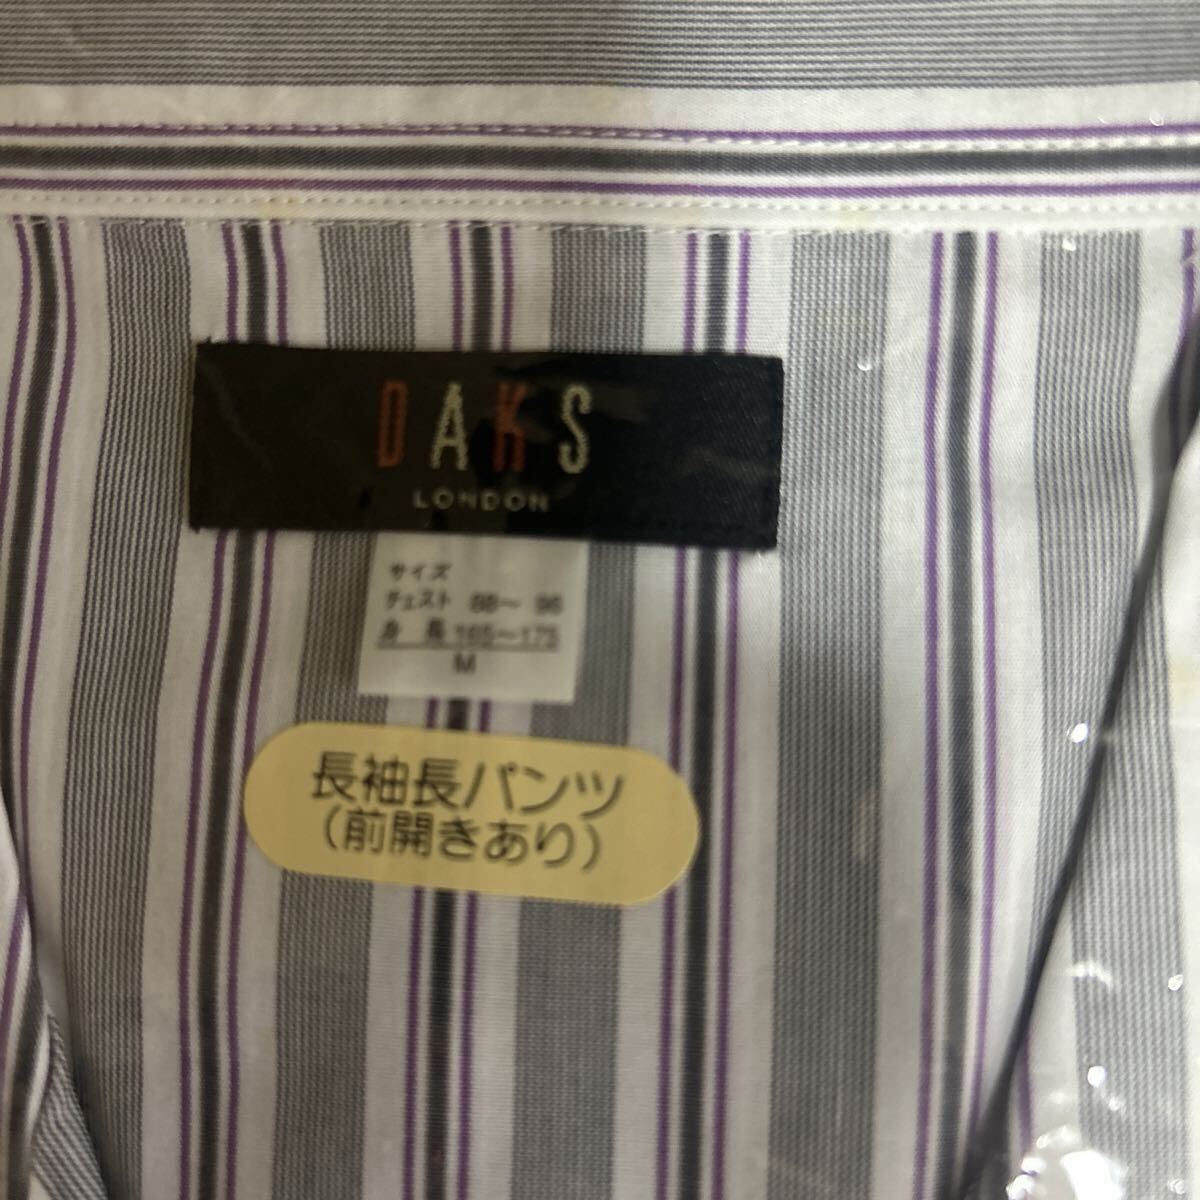 DAKS
LONDON
サイズ
チェスト 88～ 96
身 長 165～175
M
長袖長パンツ
（前開きあり）